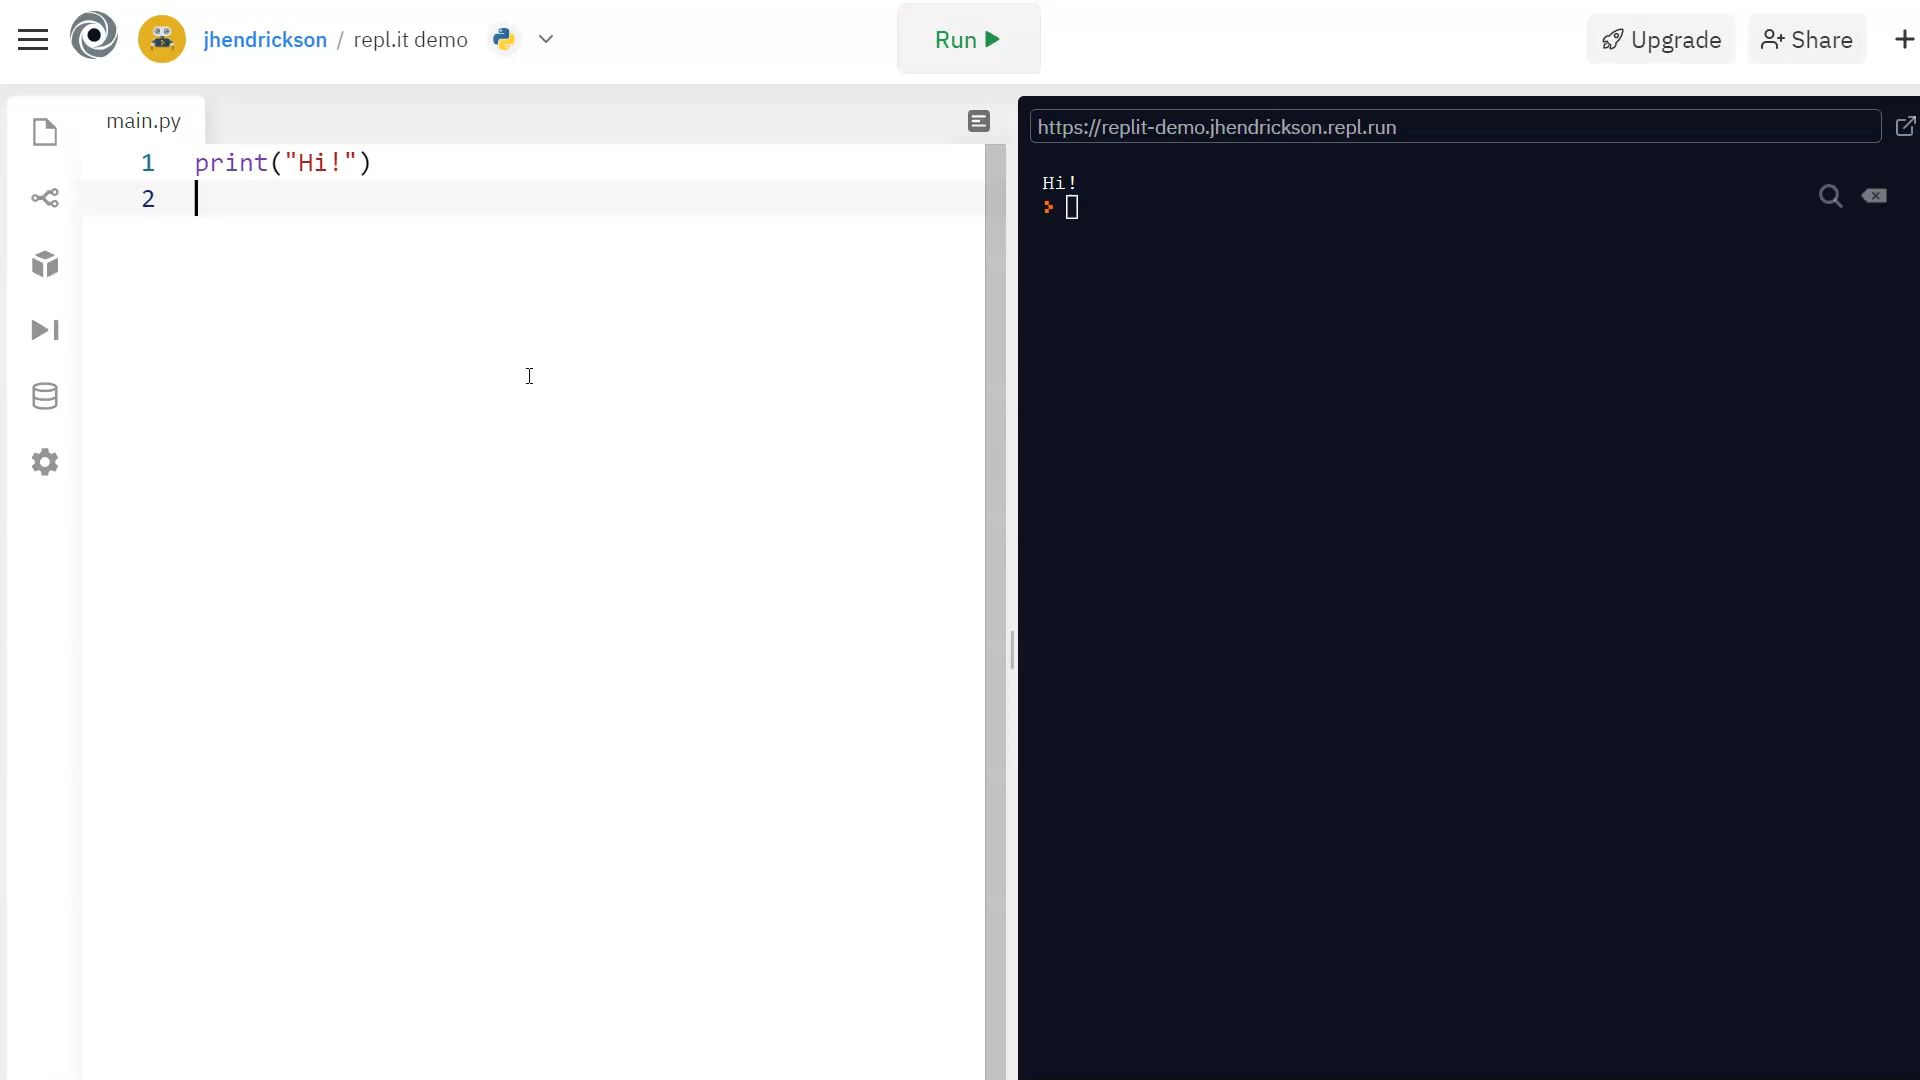 jhendrickson / repl.it demo
Run
Upgrade
Share
main.py
1 print("Hi!")
2
https://replit-demo.jhendrickson.repl.run
Hi!